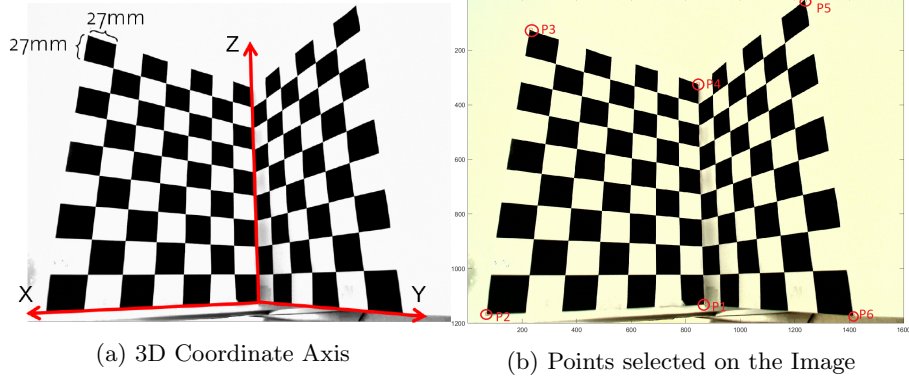 27mm
27mm
Z
X
Y
(a) 3D Coordinate Axis
P3
P5
P4
P1
P2
P6
200
400
600
800
1000
1200
200
400
600
800
1000
1200
1400
1600
(b) Points selected on the Image